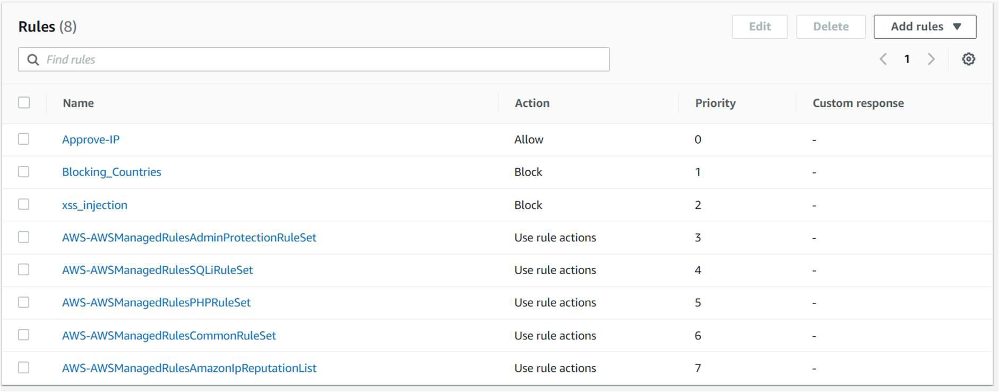 Rules (8)
Edit Delete Add rules
Find rules
1
Name Action Priority Custom response
Approve-IP Allow 0 -
Blocking_Countries Block 1 -
xss_injection Block 2 -
AWS-AWSManagedRulesAdminProtectionRuleSet Use rule actions 3 -
AWS-AWSManagedRulesSQLiRuleSet Use rule actions 4 -
AWS-AWSManagedRulesPHPRuleSet Use rule actions 5 -
AWS-AWSManagedRulesCommonRuleSet Use rule actions 6 -
AWS-AWSManagedRulesAmazonIpReputationList Use rule actions 7 -